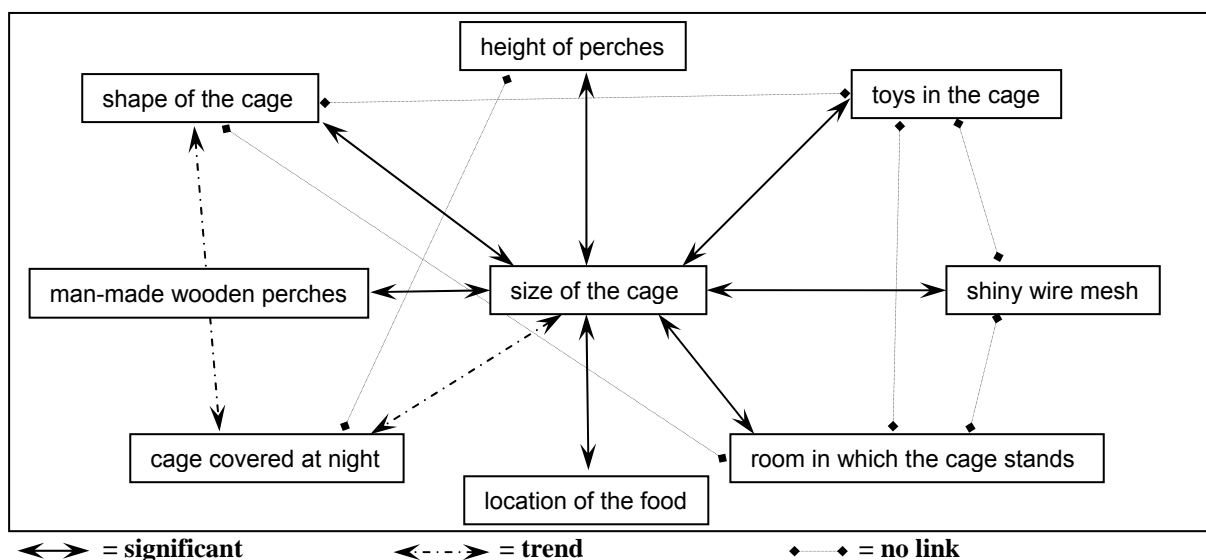 height of perches
shape of the cage
toys in the cage
man-made wooden perches
size of the cage
shiny wire mesh
cage covered at night
room in which the cage stands
location of the food
= significant
= trend
= no link